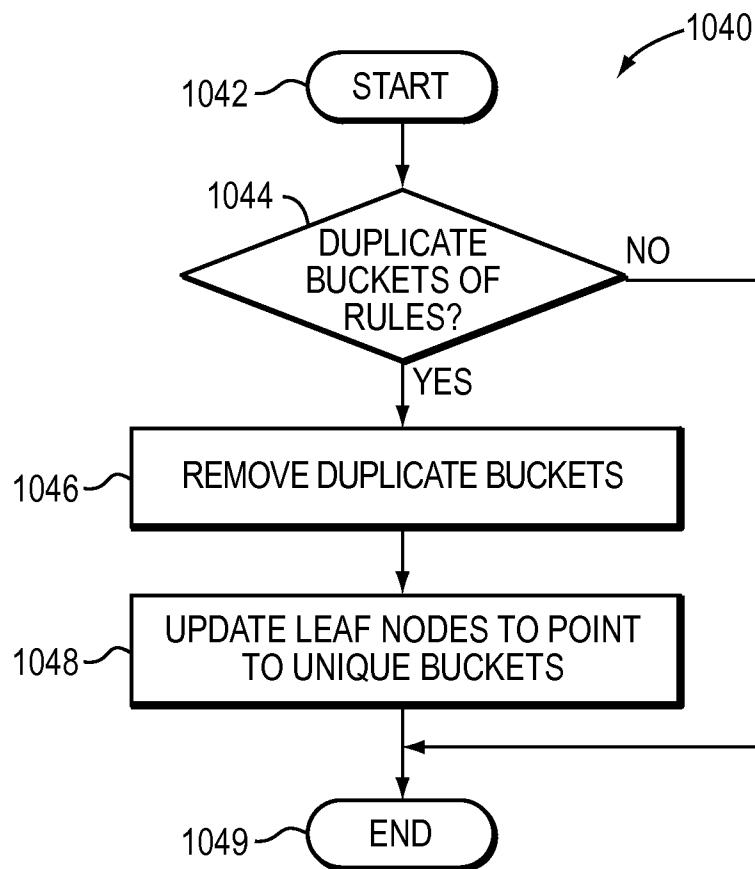 1040
1042
START
1044
DUPLICATE
BUCKETS OF
RULES?
NO
YES
1046
REMOVE DUPLICATE BUCKETS
1048
UPDATE LEAF NODES TO POINT
TO UNIQUE BUCKETS
1049
END